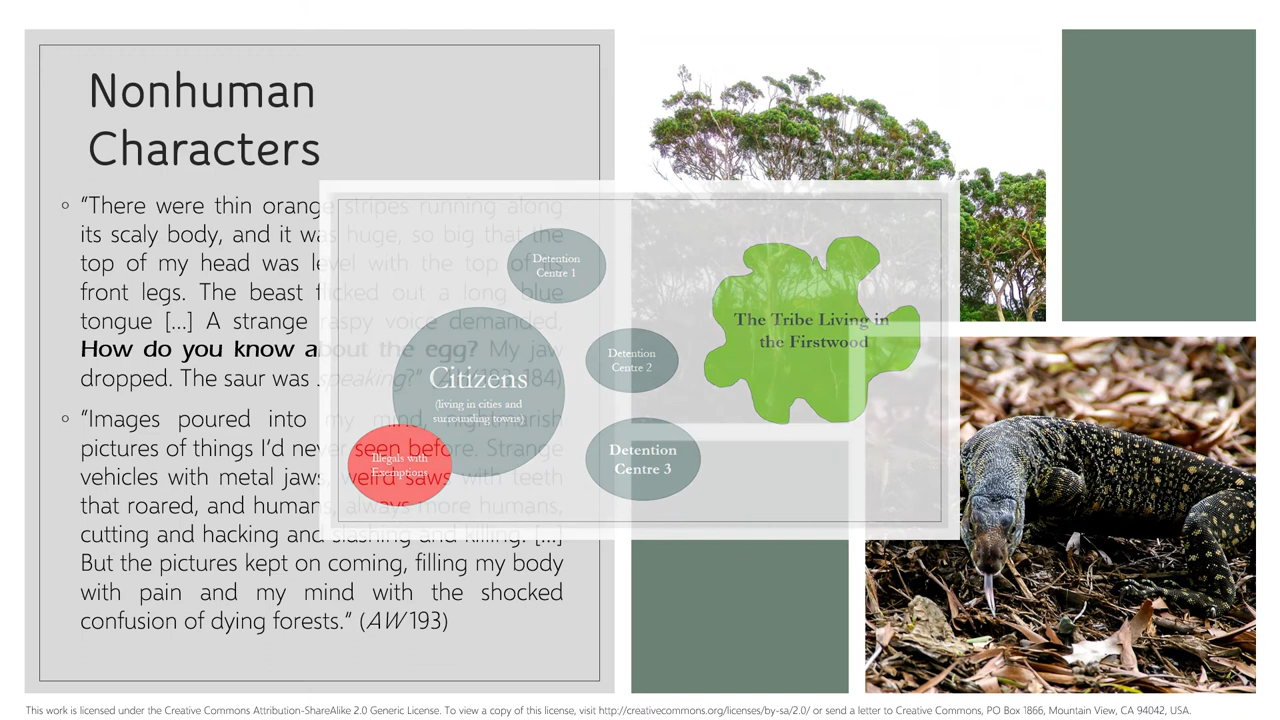 Nonhuman
Characters
◦ “There were thin orange stripes running along
its scaly body, and it was huge, so big that the
top of my head was level with the top of its
front legs. The beast flicked out a long blue
tongue [...] A strange raspy voice demanded,
How do you know about the egg? My jaw
dropped. The saur was speaking?” (AW 183-184)
◦ “Images poured into my mind, nightmarish
pictures of things I’d never seen before. Strange
vehicles with metal jaws, weird saws with teeth
that roared, and humans, always more humans,
cutting and hacking and slashing and killing. [...]
But the pictures kept on coming, filling my body
with pain and my mind with the shocked
confusion of dying forests.” (AW 193)
Detention
Centre 1
Citizens
(living in cities and
surrounding towns)
Illegals with
Exemptions
Detention
Centre 2
Detention
Centre 3
The Tribe Living in
the Firstwood
This work is licensed under the Creative Commons Attribution-ShareAlike 2.0 Generic License. To view a copy of this license, visit http://creativecommons.org/licenses/by-sa/2.0/ or send a letter to Creative Commons, PO Box 1866, Mountain View, CA 94042, USA.